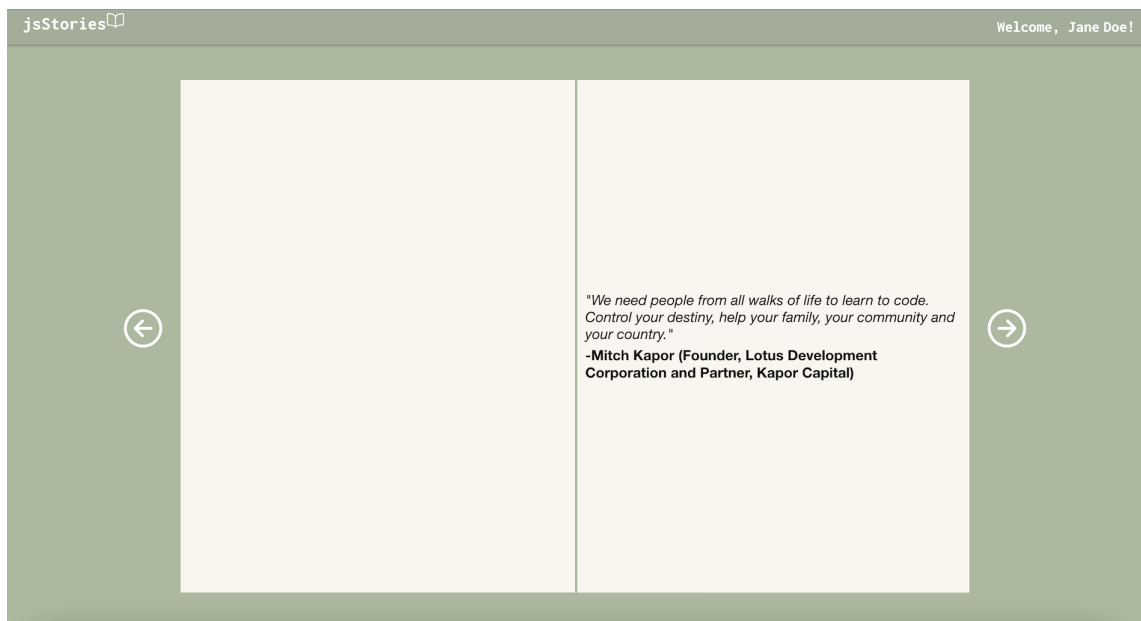 jsStories
Welcome, Jane Doe!
"We need people from all walks of life to learn to code.
Control your destiny, help your family, your community and
your country."
-Mitch Kapor (Founder, Lotus Development
Corporation and Partner, Kapor Capital)